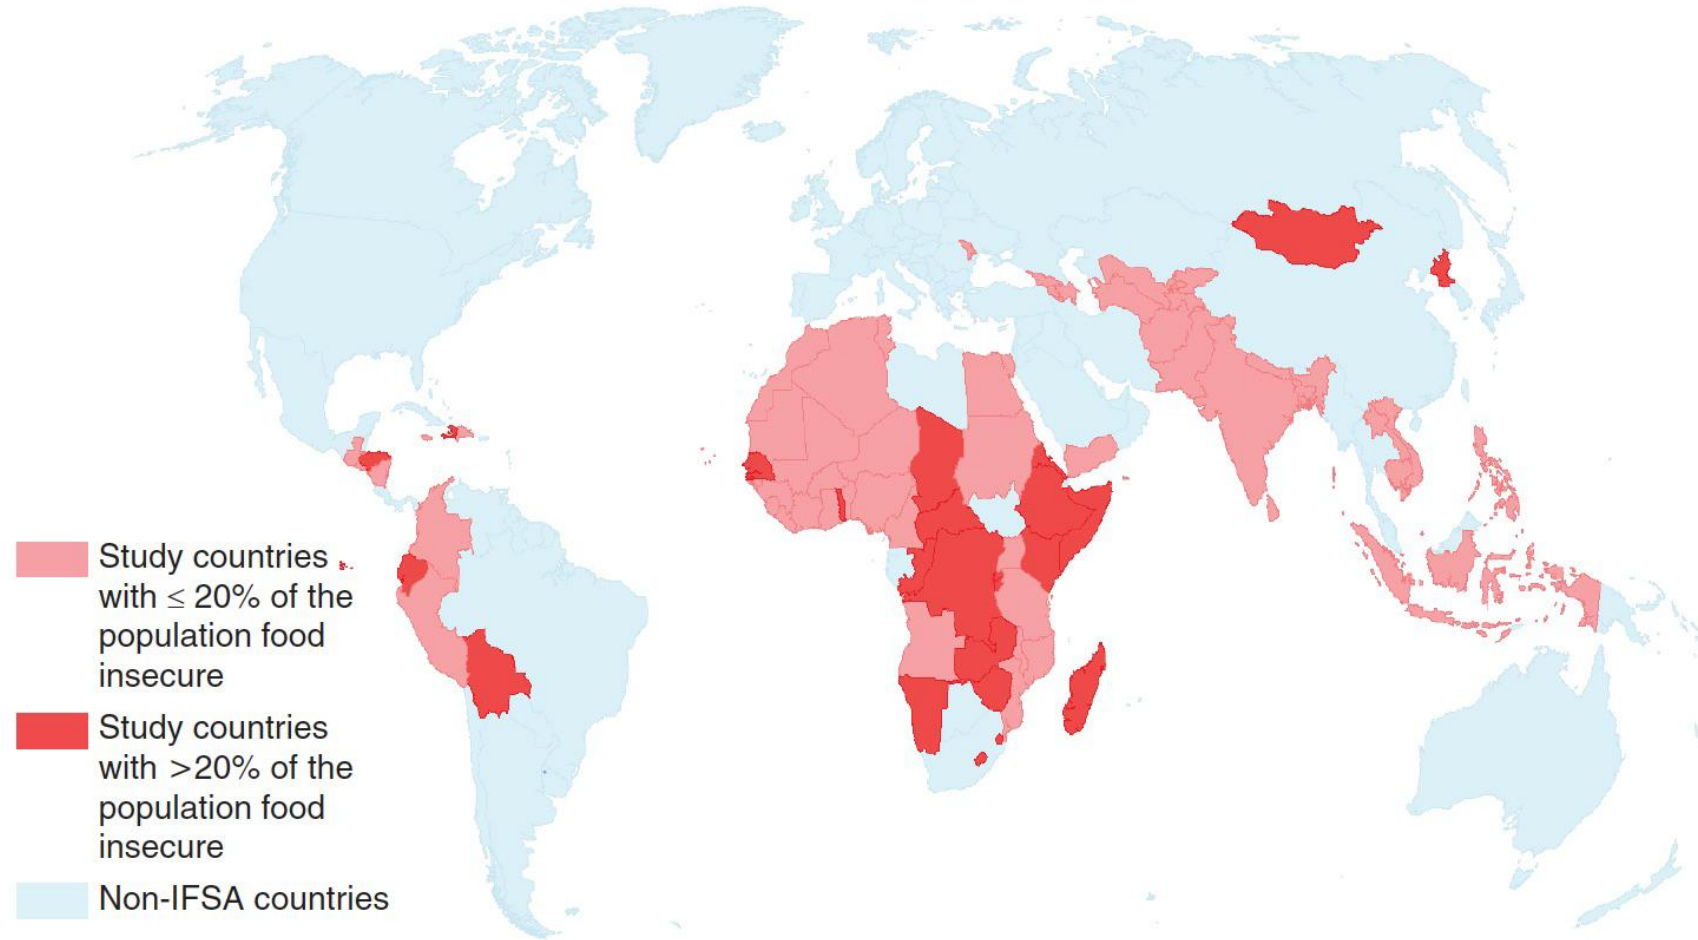 Study countries
with ≤ 20% of the
population food
insecure
Study countries
with >20% of the
population food
insecure
Non-IFSA countries